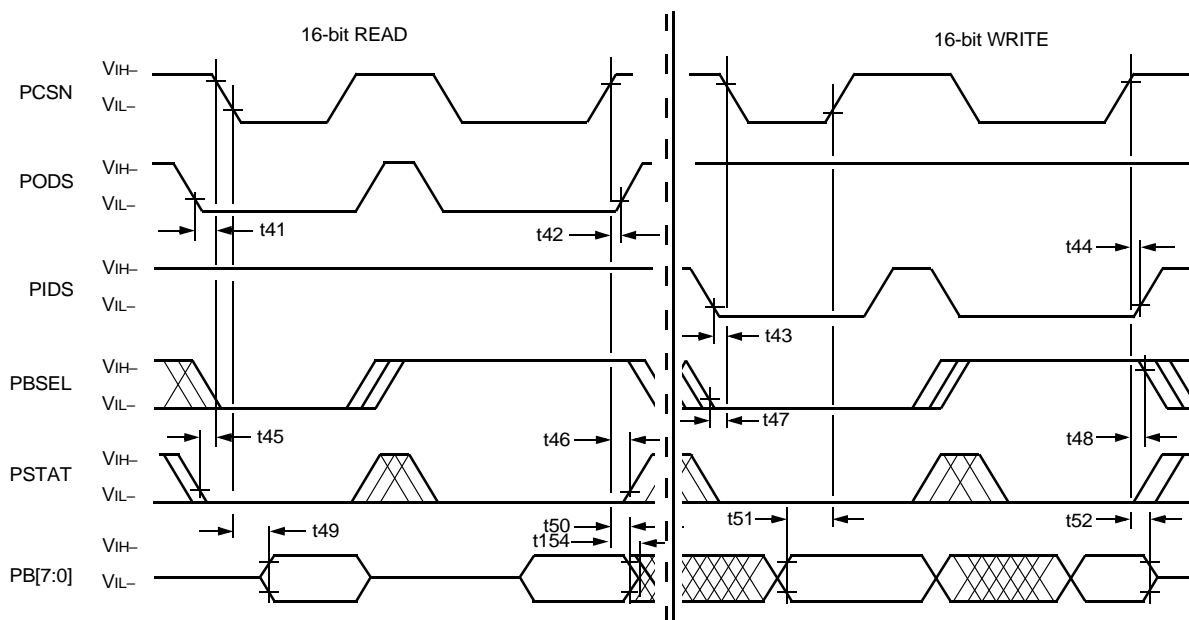 16-bit READ
16-bit WRITE
PCSN
VIH–
VIL–
PODS
VIH–
VIL–
t41
t42
t44
PIDS
VIH–
VIL–
t43
PBSEL
VIH–
VIL–
t47
t45
t46
t48
PSTAT
VIH–
VIL–
t49
t50
t154
t51
t52
PB[7:0]
VIH–
VIL–